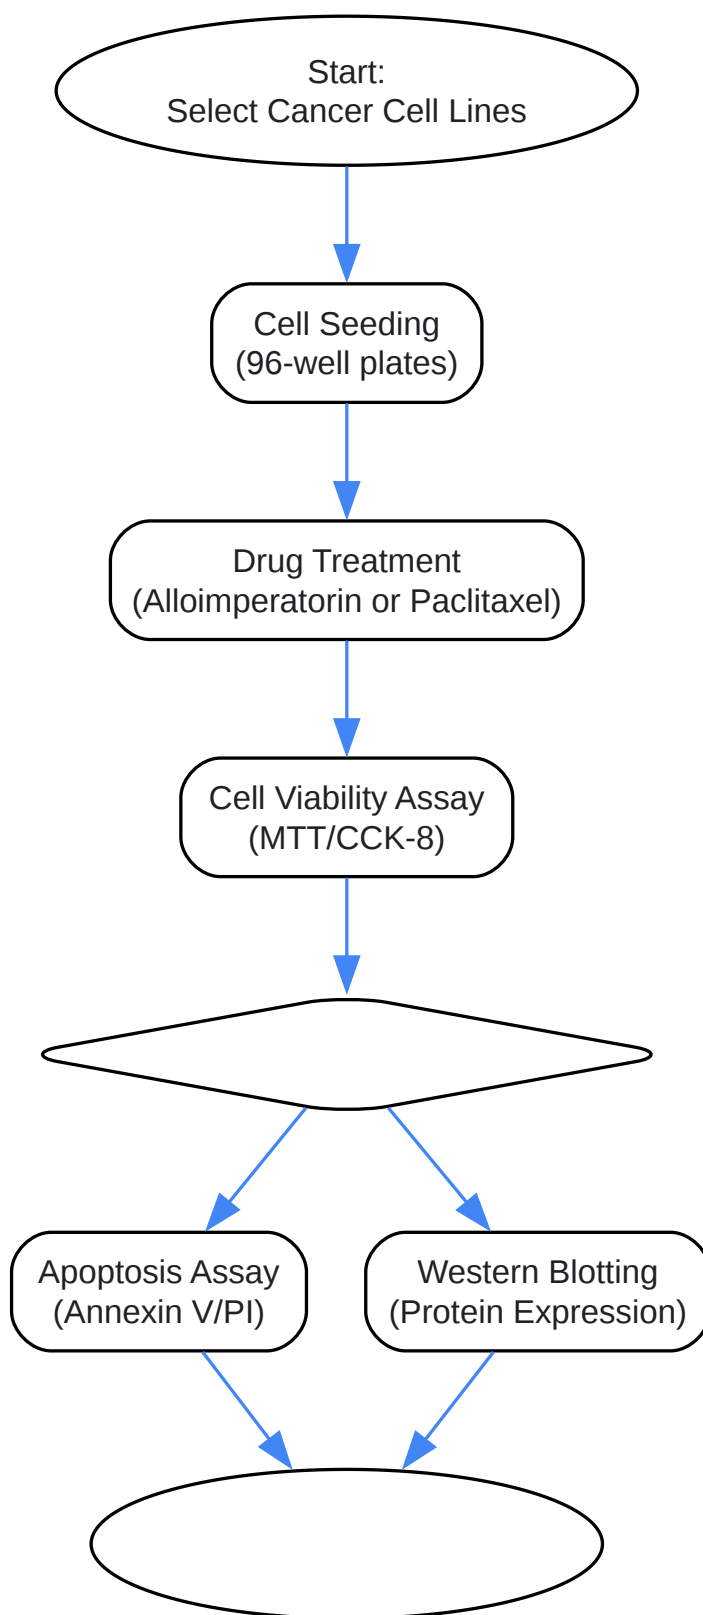 Start:
Select Cancer Cell Lines
Cell Seeding
(96-well plates)
Drug Treatment
(Alloimperatorin or Paclitaxel)
Cell Viability Assay
(MTT/CCK-8)
Apoptosis Assay
(Annexin V/PI)
Western Blotting
(Protein Expression)